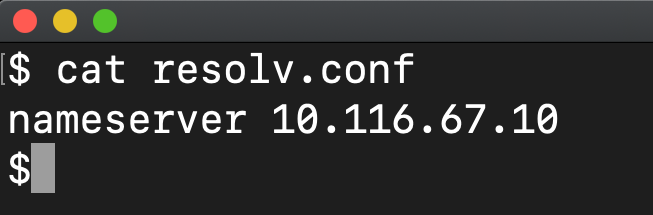 [$ cat resolv.conf
nameserver 10.116.67.10
$